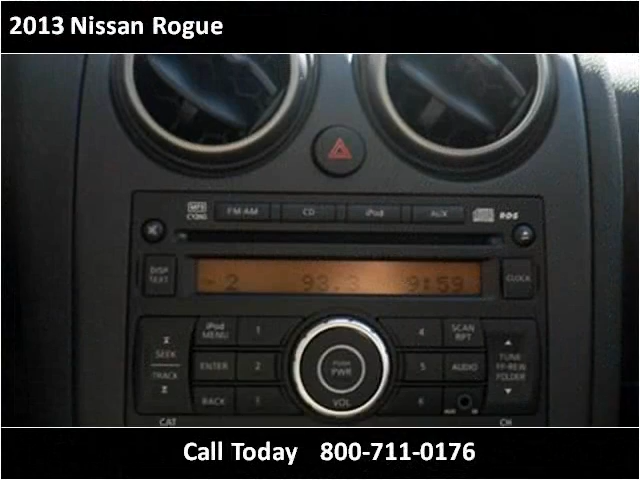 2013 Nissan Rogue
MP3
FM·AM CD iPod AUX RDS
DISP TEXT
- 2 93.3 9:59
CLOCK
SEEK
TRACK
CAT
iPod MENU 1
ENTER 2
BACK
PUSH
PWR
VOL
4 SCAN RPT
5 AUDIO
6
AUX IN
TUNE
FF·REW
FOLDER
CH
Call Today 800-711-0176